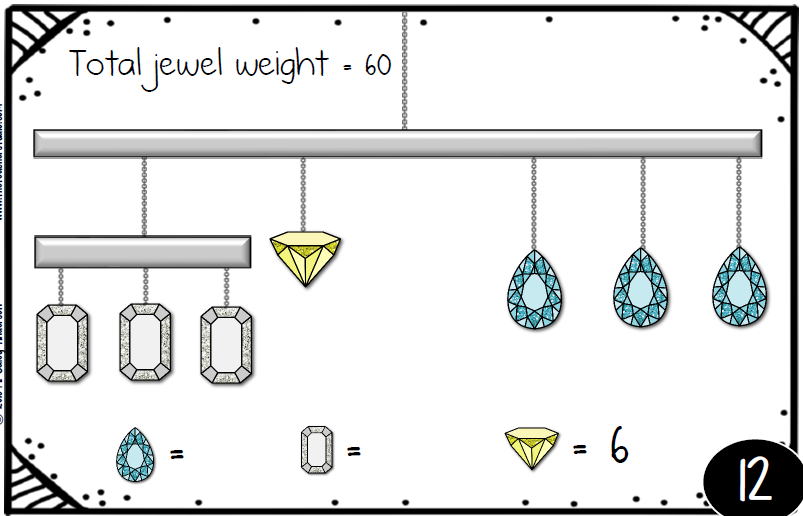 Total jewel weight = 60
=
=
= 6
12